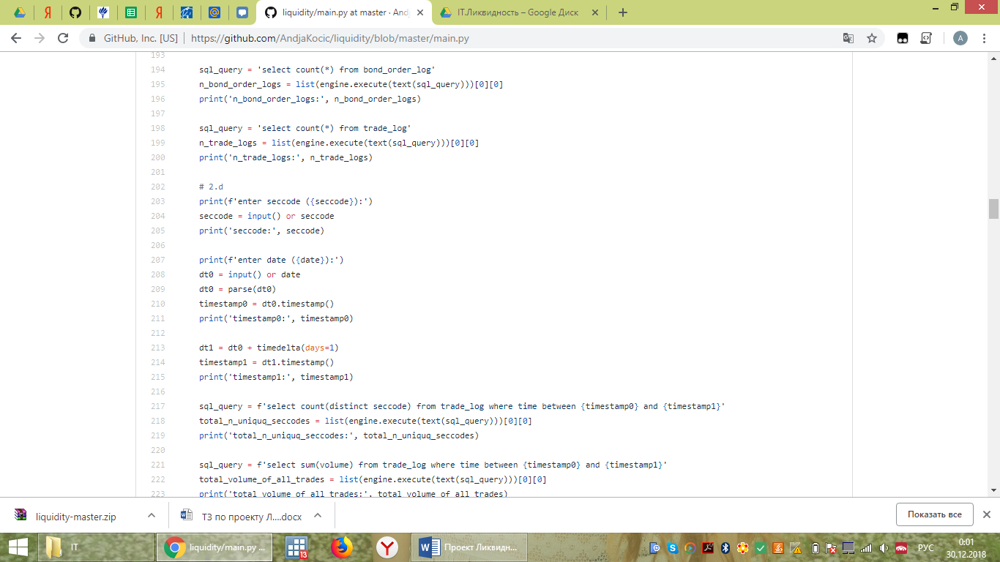 liquidity/main.py at master · And
IT.Ликвидность – Google Диск
GitHub, Inc. [US] | https://github.com/AndjaKocic/liquidity/blob/master/main.py
A
193
194 sql_query = 'select count(*) from bond_order_log'
195 n_bond_order_logs = list(engine.execute(text(sql_query)))[0][0]
196 print('n_bond_order_logs:', n_bond_order_logs)
197
198 sql_query = 'select count(*) from trade_log'
199 n_trade_logs = list(engine.execute(text(sql_query)))[0][0]
200 print('n_trade_logs:', n_trade_logs)
201
202 # 2.d
203 print(f'enter seccode ({seccode}):')
204 seccode = input() or seccode
205 print('seccode:', seccode)
206
207 print(f'enter date ({date}):')
208 dt0 = input() or date
209 dt0 = parse(dt0)
210 timestamp0 = dt0.timestamp()
211 print('timestamp0:', timestamp0)
212
213 dt1 = dt0 + timedelta(days=1)
214 timestamp1 = dt1.timestamp()
215 print('timestamp1:', timestamp1)
216
217 sql_query = f'select count(distinct seccode) from trade_log where time between {timestamp0} and {timestamp1}'
218 total_n_uniquq_seccodes = list(engine.execute(text(sql_query)))[0][0]
219 print('total_n_uniquq_seccodes:', total_n_uniquq_seccodes)
220
221 sql_query = f'select sum(volume) from trade_log where time between {timestamp0} and {timestamp1}'
222 total_volume_of_all_trades = list(engine.execute(text(sql_query)))[0][0]
223 print('total_volume_of_all_trades:', total_volume_of_all_trades)
liquidity-master.zip
ТЗ по проекту Л....docx
Показать все
IT
liquidity/main.py ...
13
Проект Ликвидн...
РУС
0:01
30.12.2018